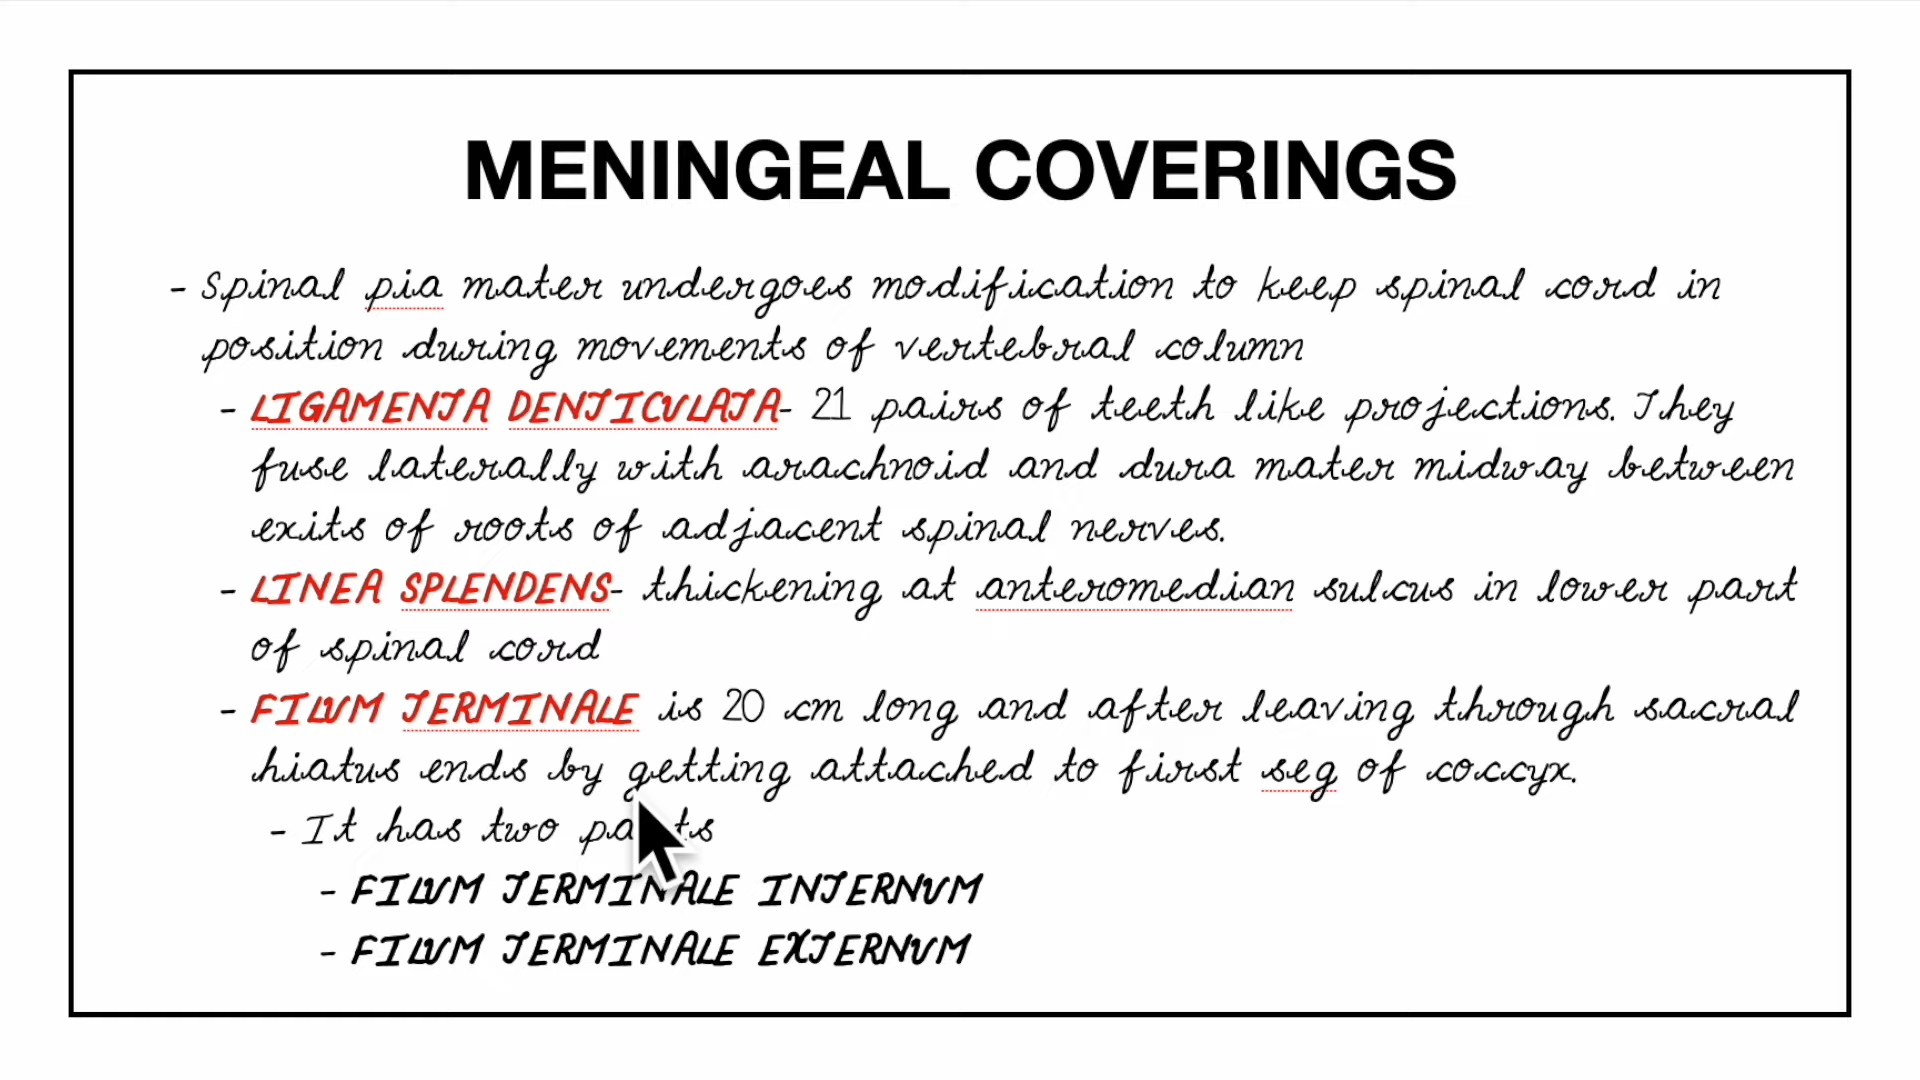 MENINGEAL COVERINGS
- Spinal pia mater undergoes modification to keep spinal cord in
position during movements of vertebral column
- LIGAMENTA DENTICULATA- 21 pairs of teeth like projections. They
fuse laterally with arachnoid and dura mater midway between
exits of roots of adjacent spinal nerves.
- LINEA SPLENDENS- thickening at anteromedian sulcus in lower part
of spinal cord
- FILUM TERMINALE is 20 cm long and after leaving through sacral
hiatus ends by getting attached to first seg of coccyx.
- It has two parts
- FILUM TERMINALE INTERNUM
- FILUM TERMINALE EXTERNUM